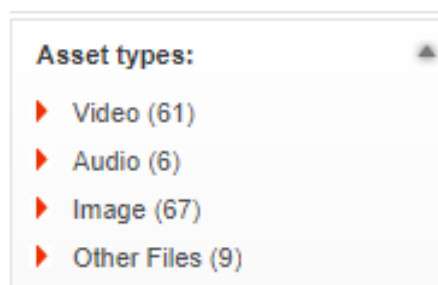 Asset types:
Video (61)
Audio (6)
Image (67)
Other Files (9)